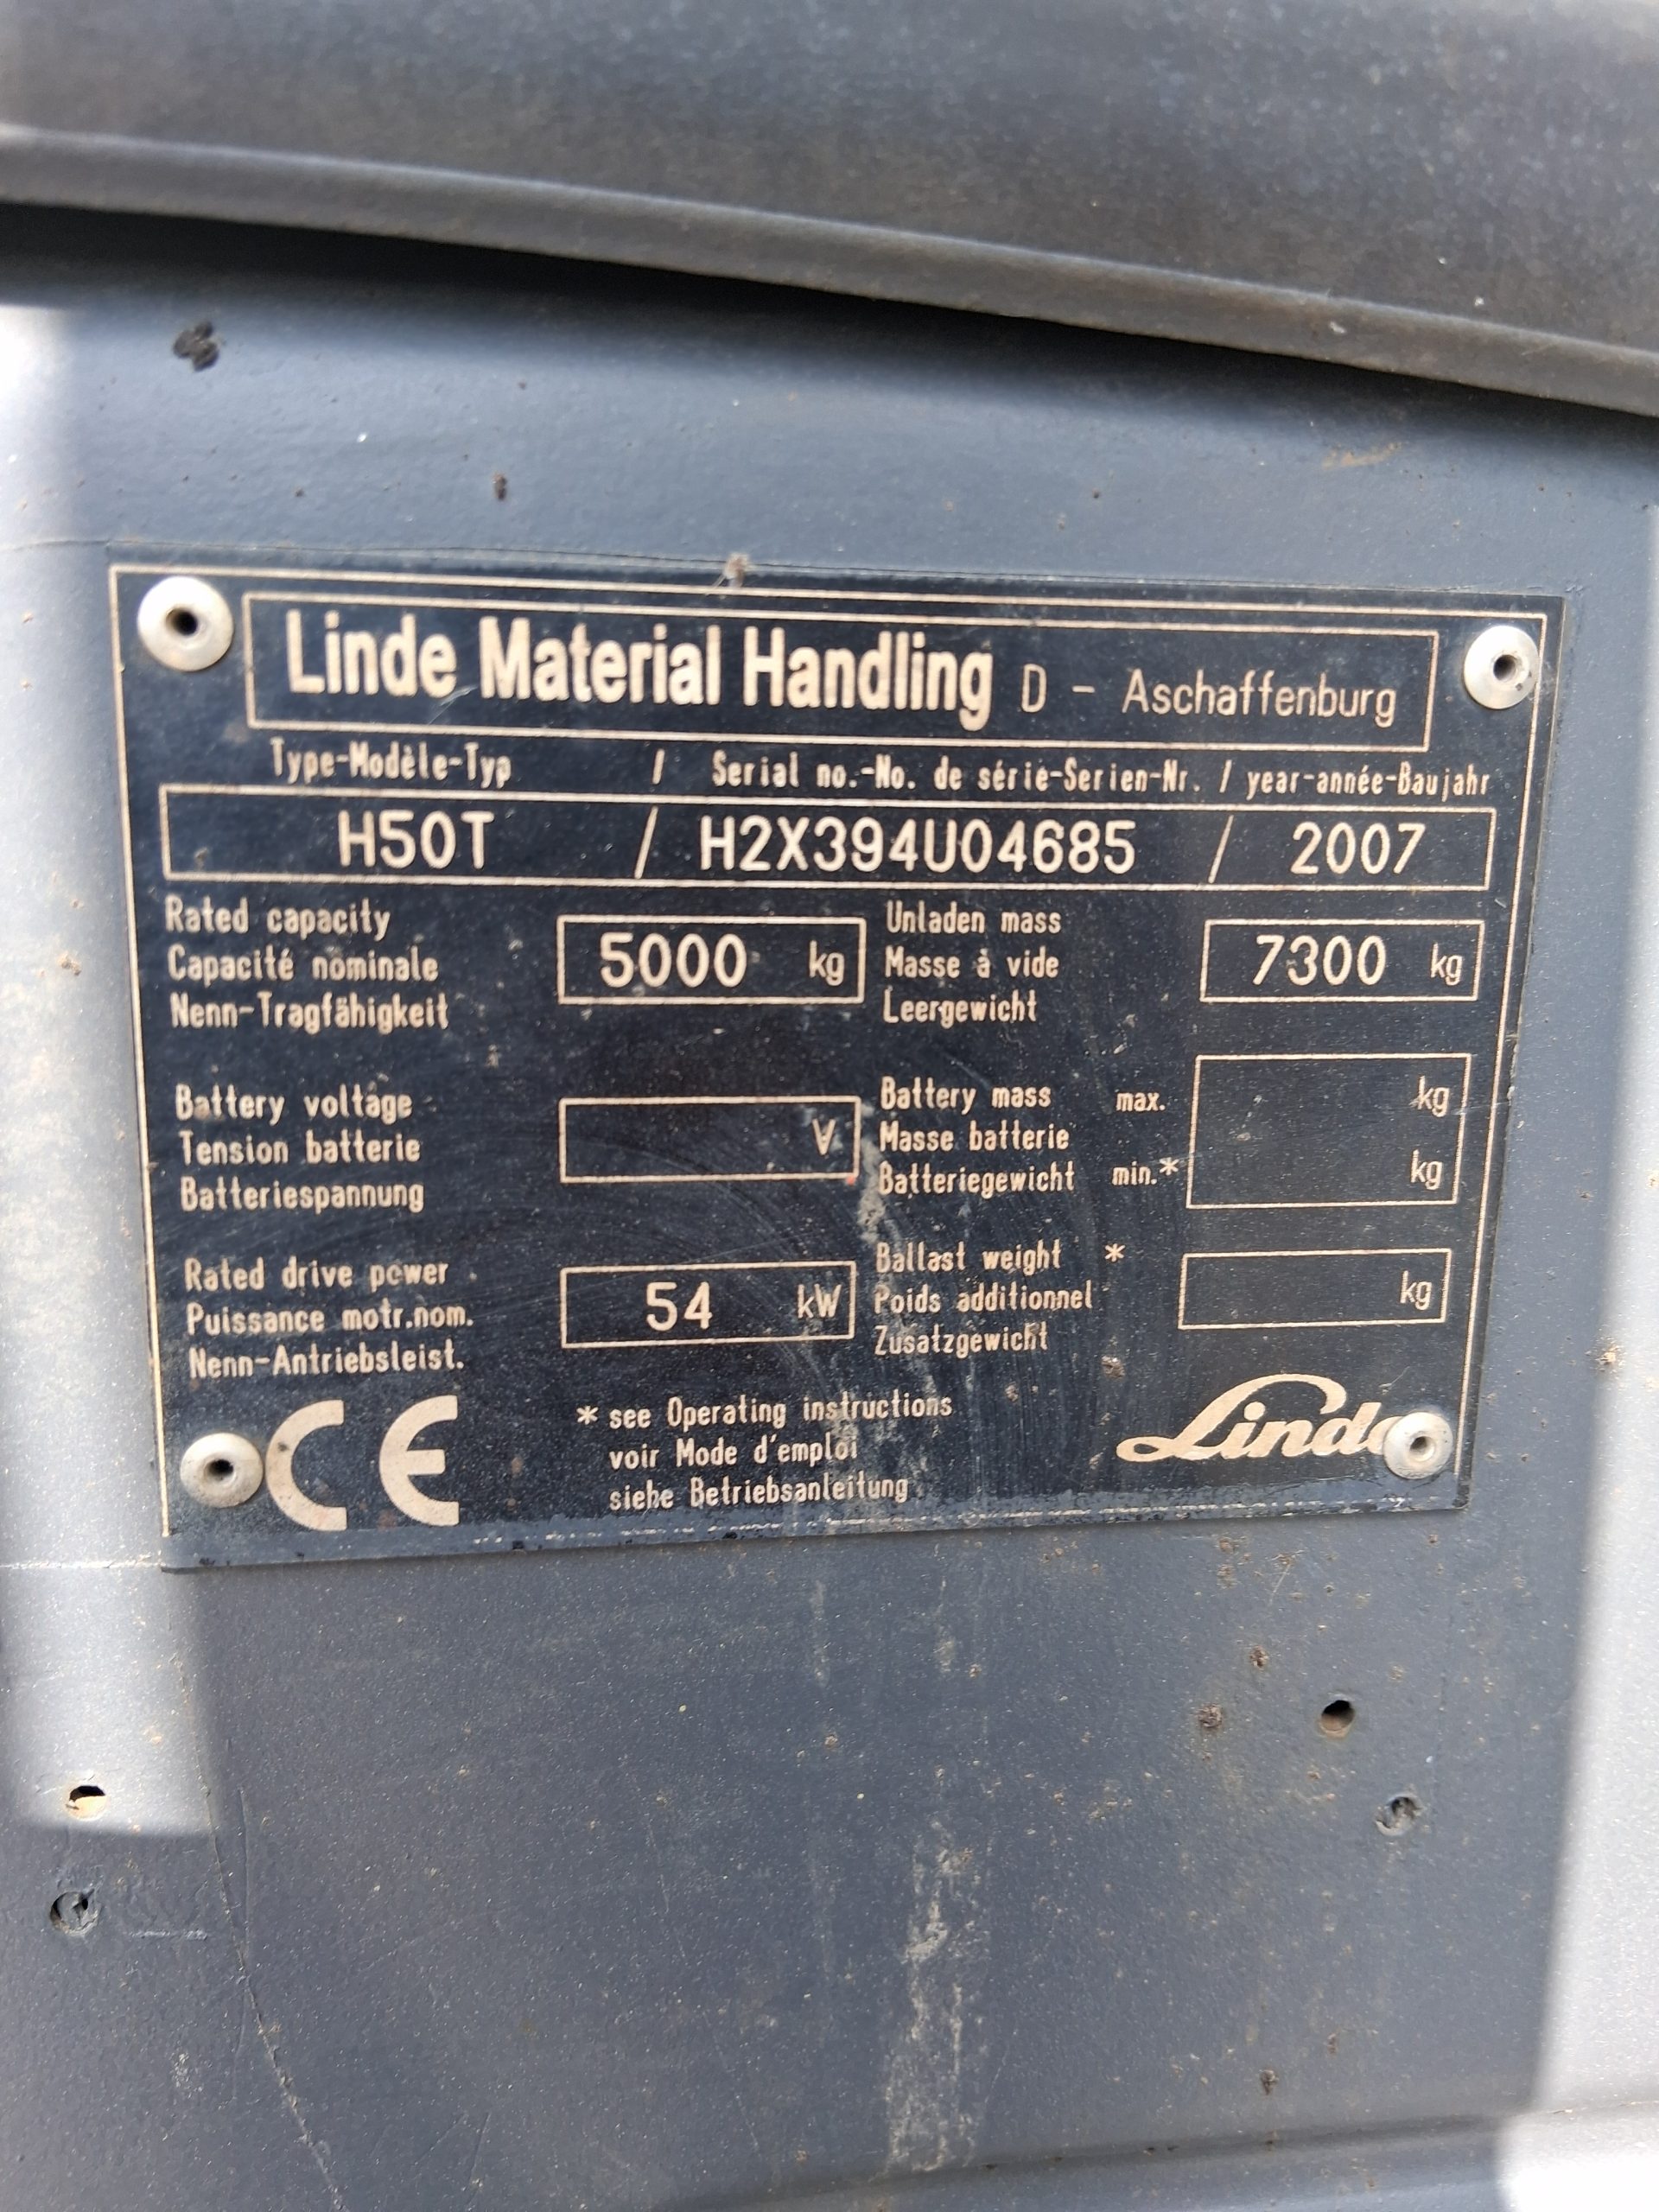 Linde Material Handling D - Aschaffenburg
Type-Modèle-Typ / Serial no.-No. de série-Serien-Nr. / year-année-Baujahr
H50T / H2X394U04685 / 2007
Rated capacity
Capacité nominale
Nenn-Tragfähigkeit
5000 kg
Unladen mass
Masse à vide
Leergewicht
7300 kg
Battery voltage
Tension batterie
Batteriespannung
V
Battery mass max. kg
Masse batterie
Batteriegewicht min.* kg
Rated drive power
Puissance motr.nom.
Nenn-Antriebsleist.
54 kW
Ballast weight *
Poids additionnel
Zusatzgewicht
kg
CE
* see Operating instructions
voir Mode d'emploi
siehe Betriebsanleitung
Linde